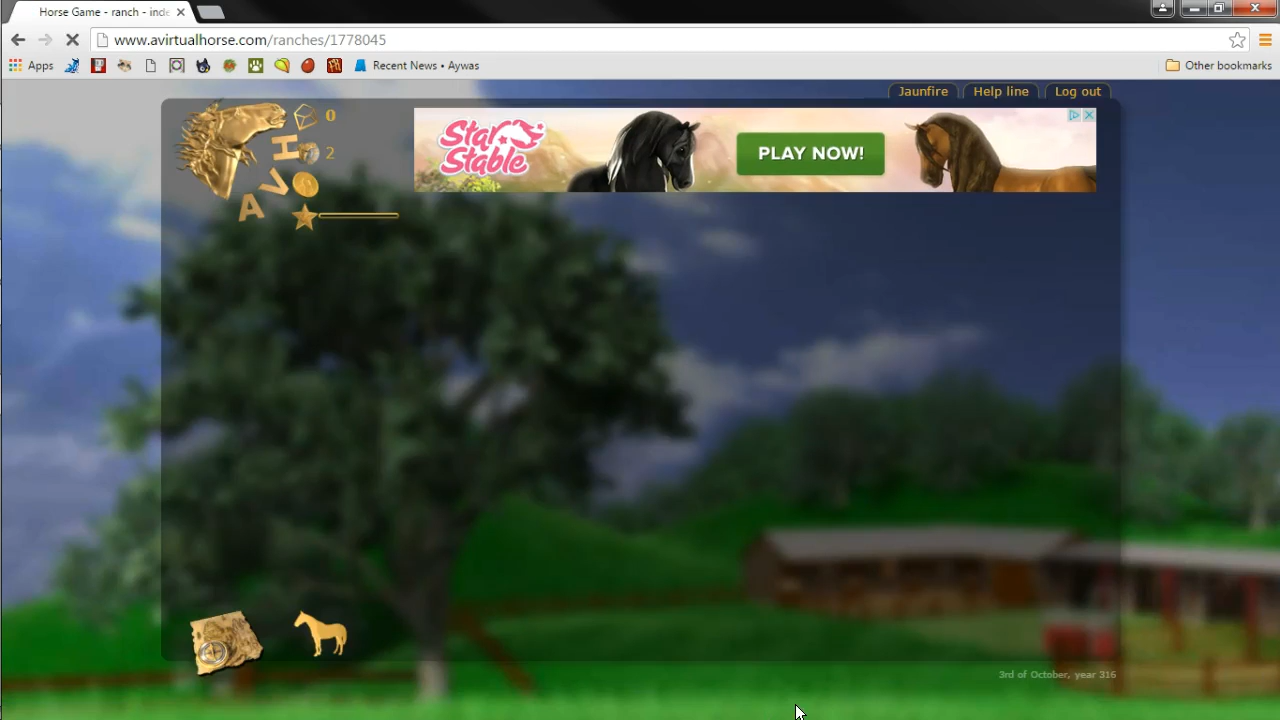 Horse Game - ranch - inde
www.avirtualhorse.com/ranches/1778045
Apps
Recent News • Aywas
Other bookmarks
Jaunfire
Help line
Log out
0
H
2
V
A
Star Stable
PLAY NOW!
3rd of October, year 316